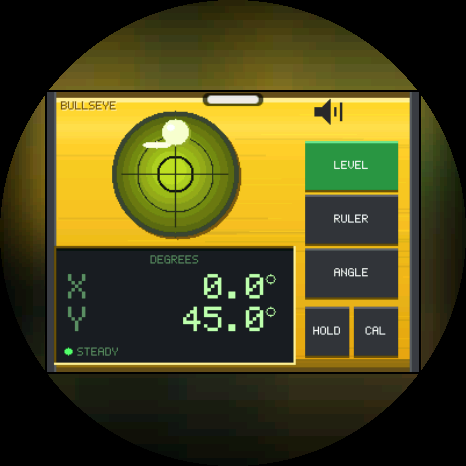 BULLSEYE
LEVEL
RULER
DEGREES
ANGLE
X 0.0°
Y 45.0°
HOLD CAL
STEADY